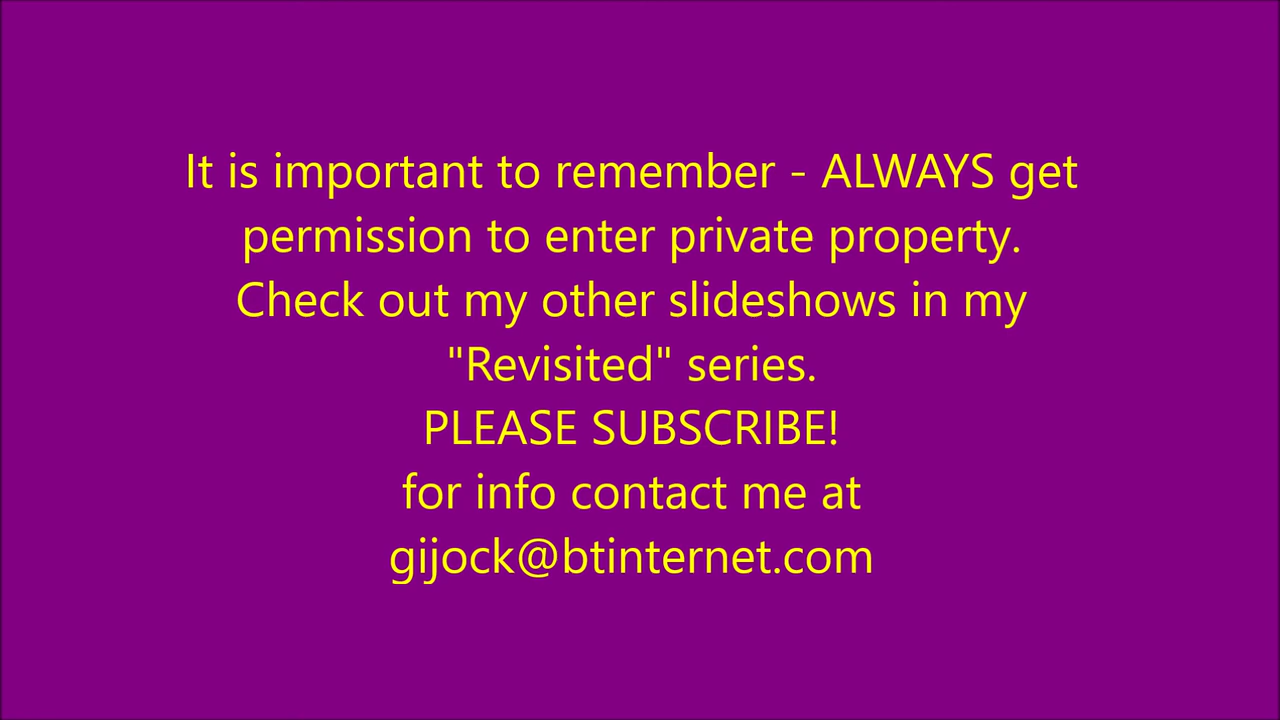 It is important to remember - ALWAYS get
permission to enter private property.
Check out my other slideshows in my
"Revisited" series.
PLEASE SUBSCRIBE!
for info contact me at
gijock@btinternet.com